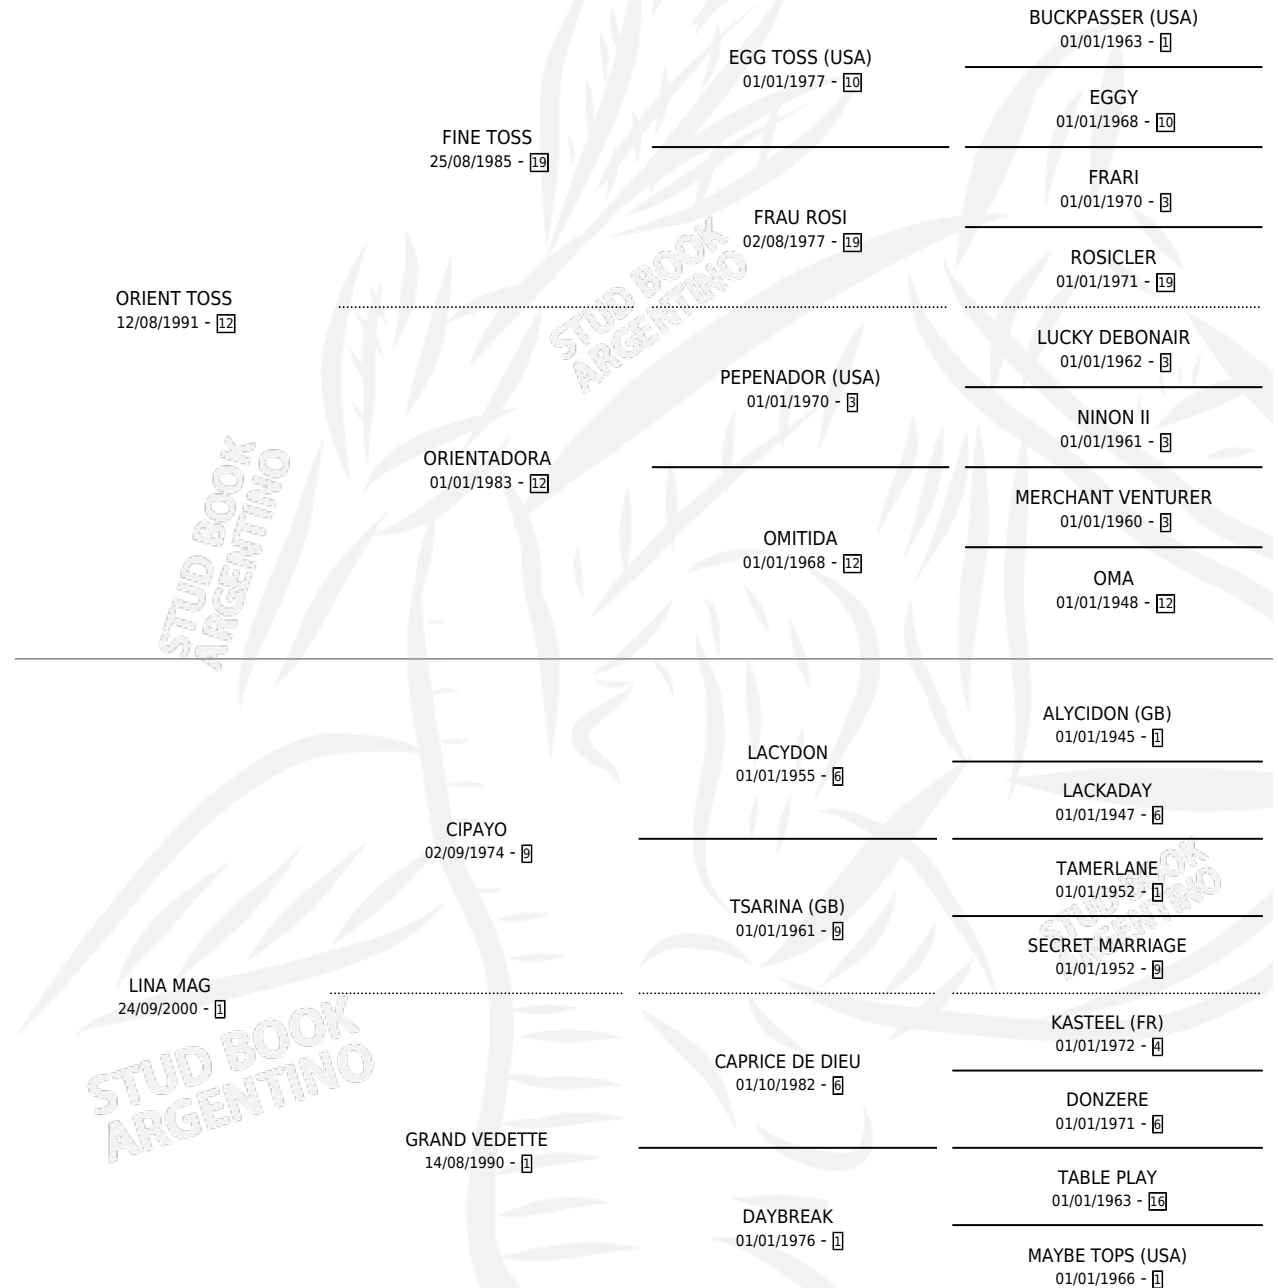 BUCKPASSER (USA)
01/01/1963 - 1
EGG TOSS (USA)
01/01/1977 - 10
EGGY
01/01/1968 - 10
FINE TOSS
25/08/1985 - 19
FRARI
01/01/1970 - 3
FRAU ROSI
02/08/1977 - 19
ROSICLER
01/01/1971 - 19
ORIENT TOSS
12/08/1991 - 12
LUCKY DEBONAIR
01/01/1962 - 3
PEPENADOR (USA)
01/01/1970 - 3
NINON II
01/01/1961 - 3
ORIENTADORA
01/01/1983 - 12
MERCHANT VENTURER
01/01/1960 - 3
OMITIDA
01/01/1968 - 12
OMA
01/01/1948 - 12
STUD BOOK
ARGENTINO
STUD BOOK
ARGENTINO
ALYCIDON (GB)
01/01/1945 - 1
LACYDON
01/01/1955 - 6
LACKADAY
01/01/1947 - 6
CIPAYO
02/09/1974 - 9
TAMERLANE
01/01/1952 - 1
TSARINA (GB)
01/01/1961 - 9
SECRET MARRIAGE
01/01/1952 - 9
LINA MAG
24/09/2000 - 1
KASTEEL (FR)
01/01/1972 - 4
CAPRICE DE DIEU
01/10/1982 - 6
DONZERE
01/01/1971 - 6
GRAND VEDETTE
14/08/1990 - 1
TABLE PLAY
01/01/1963 - 16
DAYBREAK
01/01/1976 - 1
MAYBE TOPS (USA)
01/01/1966 - 1
STUD BOOK
ARGENTINO
STUD BOOK
ARGENTINO